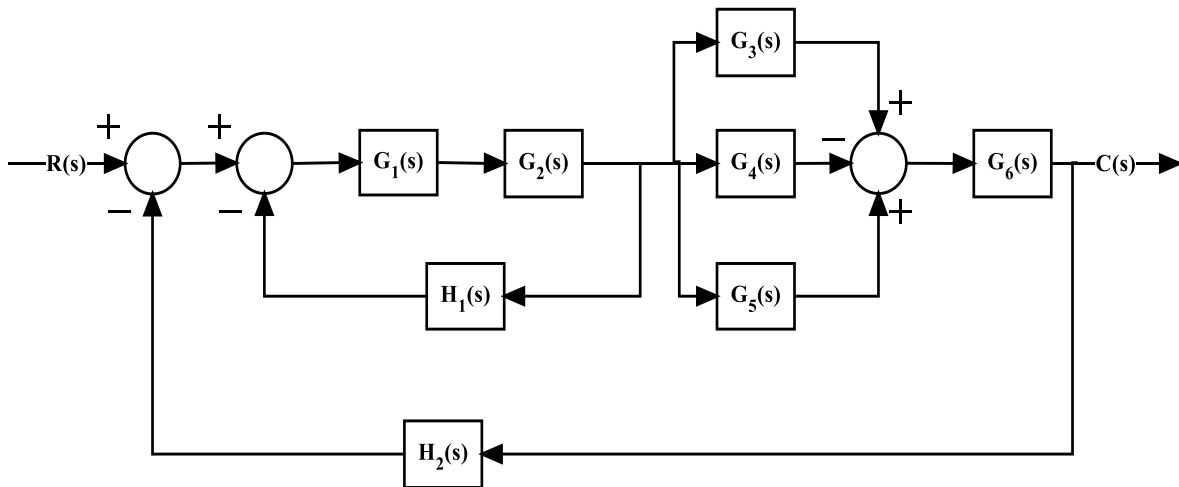 G₃(s)
+
+
+
−
R(s)
G₁(s)
G₂(s)
G₄(s)
G₆(s)
C(s)
−
−
+
H₁(s)
G₅(s)
H₂(s)